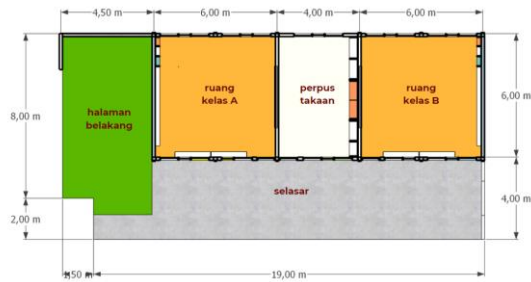 4,50 m 6,00 m 4,00 m 6,00 m
ruang
kelas A
perpus
takaan
ruang
kelas B
halaman
belakang
8,00 m
6,00 m
selasar
2,00 m
4,00 m
1,50 m 19,00 m